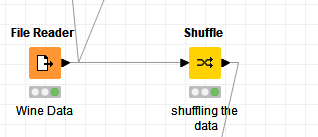 File Reader
Shuffle
Wine Data
shuffling the
data